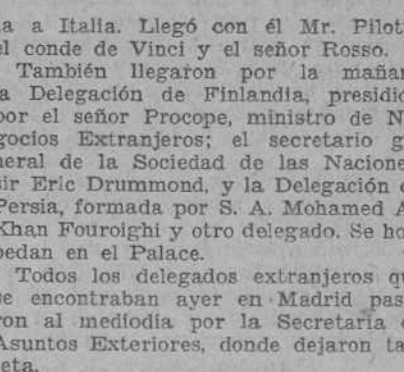 ta a Italia. Llegó con él Mr. Pilot
el conde de Vinci y el señor Rosso.
También llegaron por la mañan
a Delegación de Finlandia, presidid
por el señor Procope, ministro de N
gocios Extranjeros; el secretario g
neral de la Sociedad de las Nacione
sir Eric Drummond, y la Delegación d
Persia, formada por S. A. Mohamed A
Khan Fouroighi y otro delegado. Se ho
pedan en el Palace.
Todos los delegados extranjeros qu
se encontraban ayer en Madrid pas
ron al mediodía por la Secretaría d
Asuntos Exteriores, donde dejaron ta
jeta.